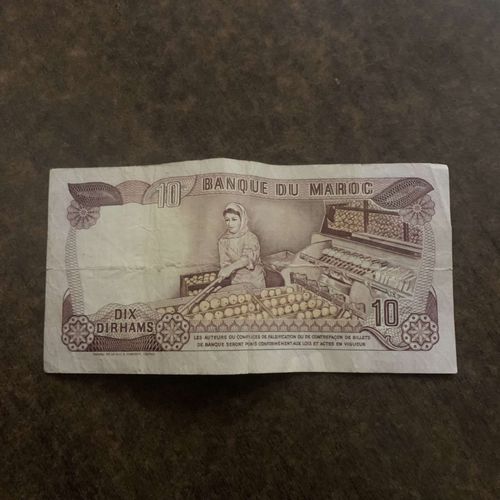 10 BANQUE DU MAROC
DIX
DIRHAMS
10
LES AUTEURS OU COMPLICES DE FALSIFICATION OU DE CONTREFAÇON DE BILLETS
DE BANQUE SERONT PUNIS CONFORMÉMENT AUX LOIS ET ACTES EN VIGUEUR